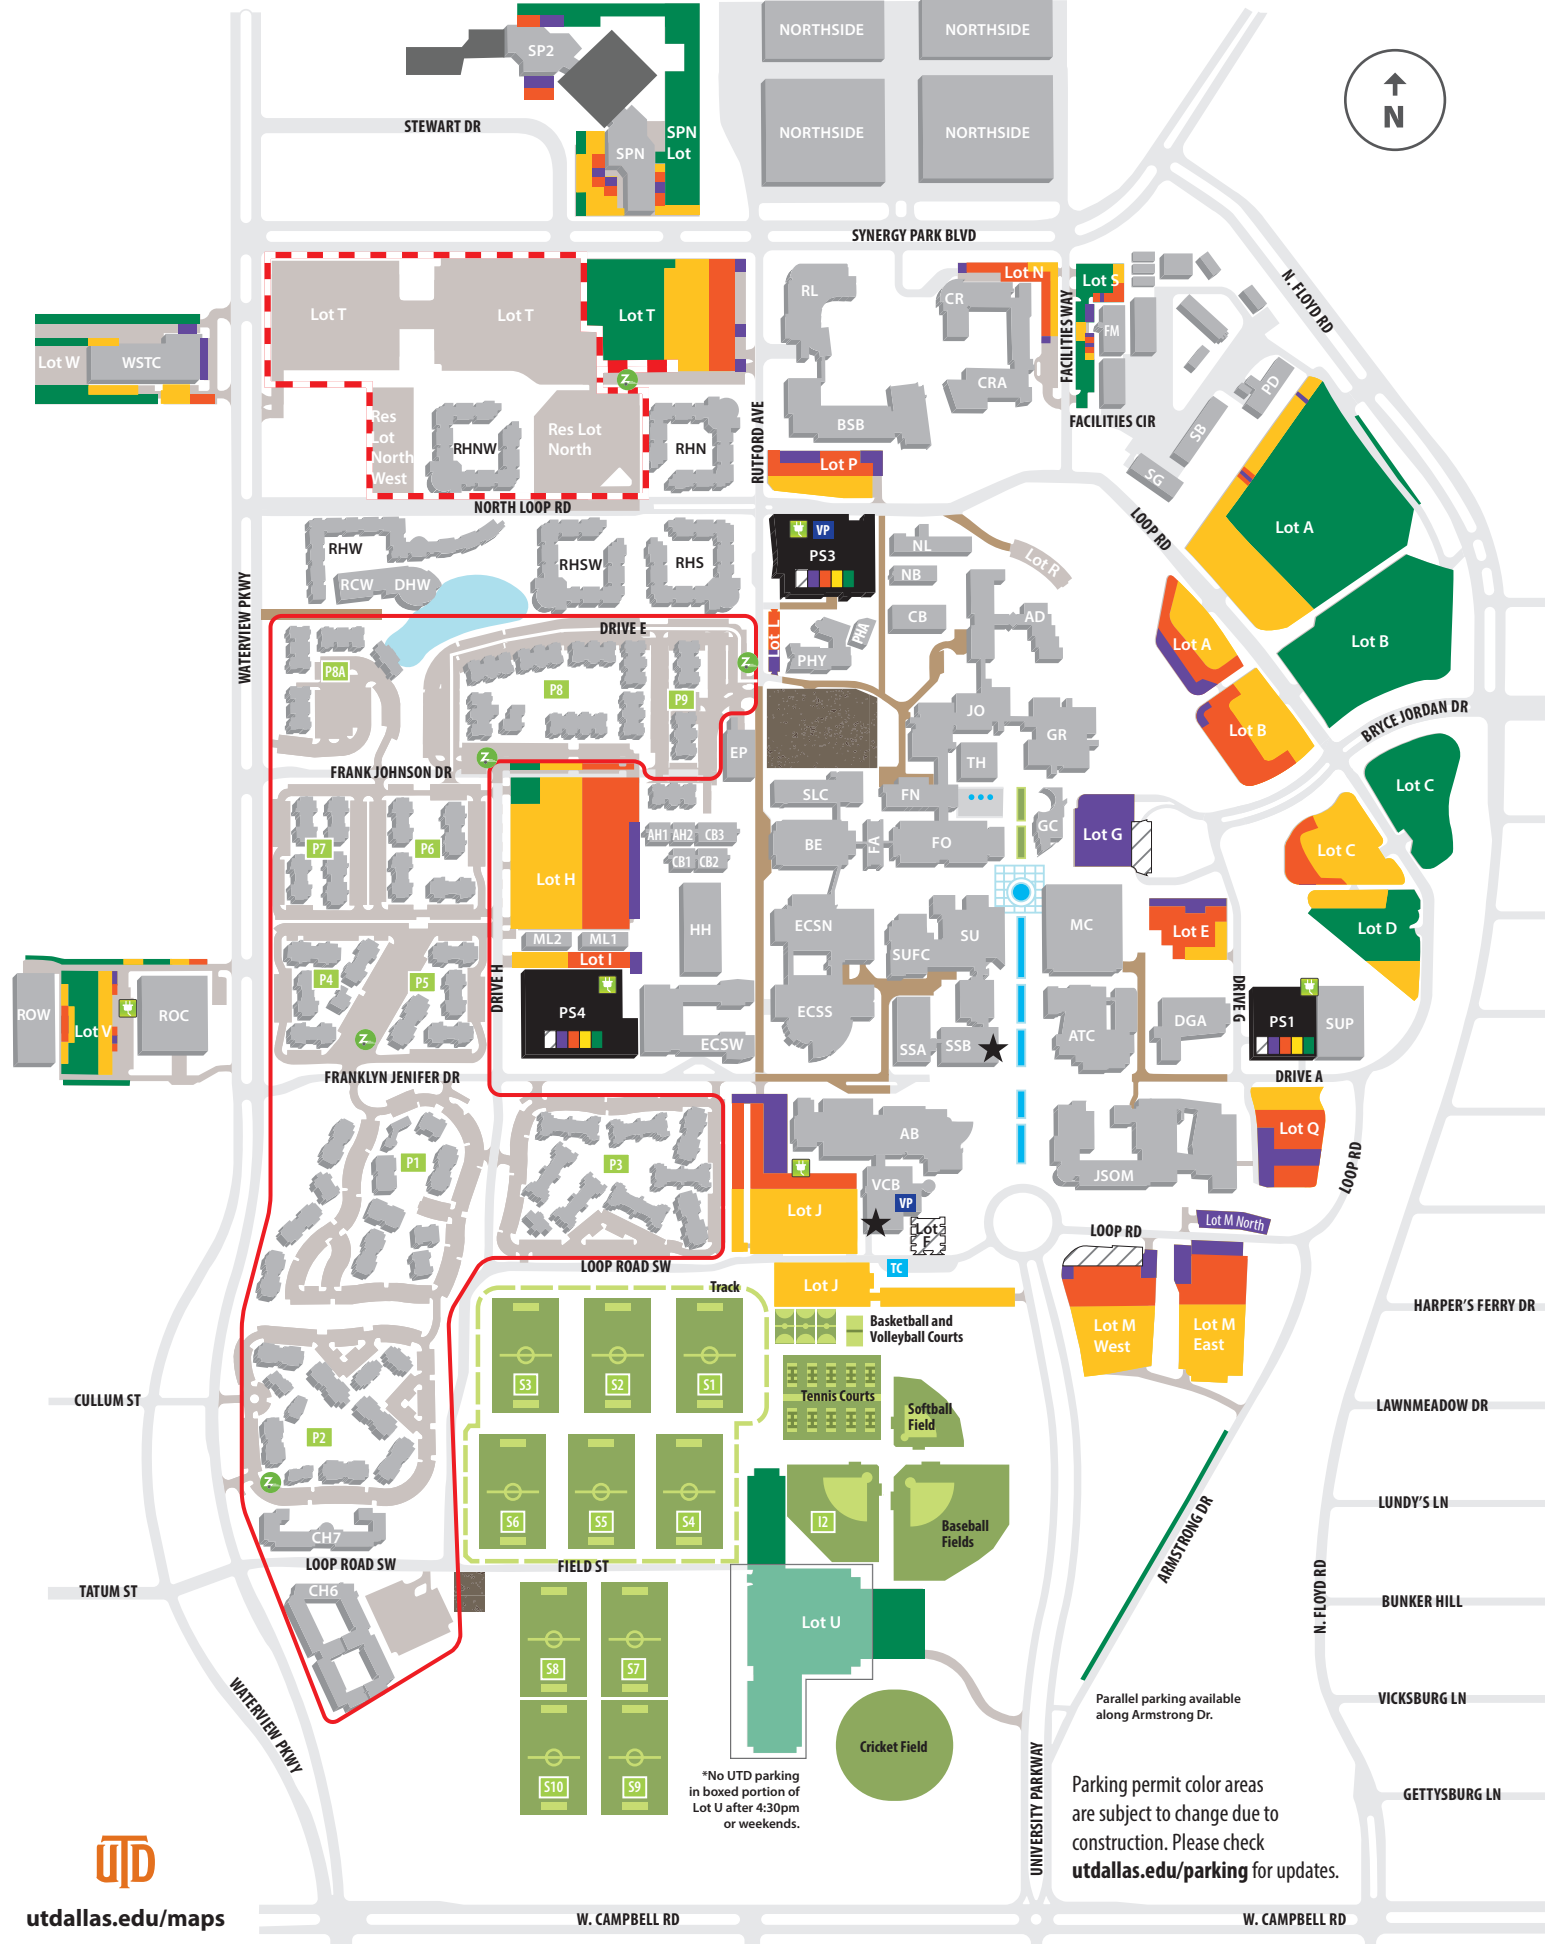 NORTHSIDE
NORTHSIDE
SP2
N
STEWART DR
SPN
Lot
SPN
NORTHSIDE
NORTHSIDE
SYNERGY PARK BLVD
N. FLOYD RD
Lot T
Lot T
Lot T
RL
CR
Lot N
Lot S
FM
FACILITIES WAY
Lot W
WSTC
CRA
PD
FACILITIES CIR
Res
Lot
North
West
RHNW
Res Lot
North
RHN
RUTFORD AVE
BSB
SB
SG
Lot P
NORTH LOOP RD
LOOP RD
Lot A
RHW
RCW
DHW
RHSW
RHS
VP
PS3
NL
NB
CB
Lot R
AD
WATERVIEW PKWY
DRIVE E
Lot L
PHY
PHA
Lot A
Lot B
P8A
P8
P9
Z
JO
GR
Lot B
BRYCE JORDAN DR
EP
TH
Z
FRANK JOHNSON DR
SLC
FN
GC
Lot G
Lot C
P7
P6
AH1
AH2
CB3
CB1
CB2
BE
FA
FO
Lot C
Lot H
HH
ECSN
SUFC
SU
MC
Lot E
Lot D
ML2
ML1
Lot I
P4
P5
DRIVE H
PS4
ROW
Lot V
ROC
Z
ECSW
ECSS
SSA
SSB
ATC
DGA
DRIVE G
PS1
SUP
FRANKLYN JENIFER DR
DRIVE A
P1
P3
AB
VCB
VP
Lot J
Lot
F
JSOM
Lot Q
LOOP RD
Lot M North
LOOP RD
LOOP ROAD SW
TC
Track
Lot J
Basketball and
Volleyball Courts
Lot M
West
Lot M
East
HARPER'S FERRY DR
S3
S2
S1
Tennis Courts
Softball
Field
CULLUM ST
LAWNMEADOW DR
P2
Z
S6
S5
S4
I2
Baseball
Fields
LUNDY'S LN
ARMSTRONG DR
CH7
LOOP ROAD SW
FIELD ST
TATUM ST
CH6
N. FLOYD RD
BUNKER HILL
Lot U
S8
S7
WATERVIEW PKWY
Parallel parking available
along Armstrong Dr.
VICKSBURG LN
Cricket Field
S10
S9
*No UTD parking
in boxed portion of
Lot U after 4:30pm
or weekends.
UNIVERSITY PARKWAY
Parking permit color areas
are subject to change due to
construction. Please check
utdallas.edu/parking for updates.
GETTYSBURG LN
UTD
utdallas.edu/maps
W. CAMPBELL RD
W. CAMPBELL RD
Z